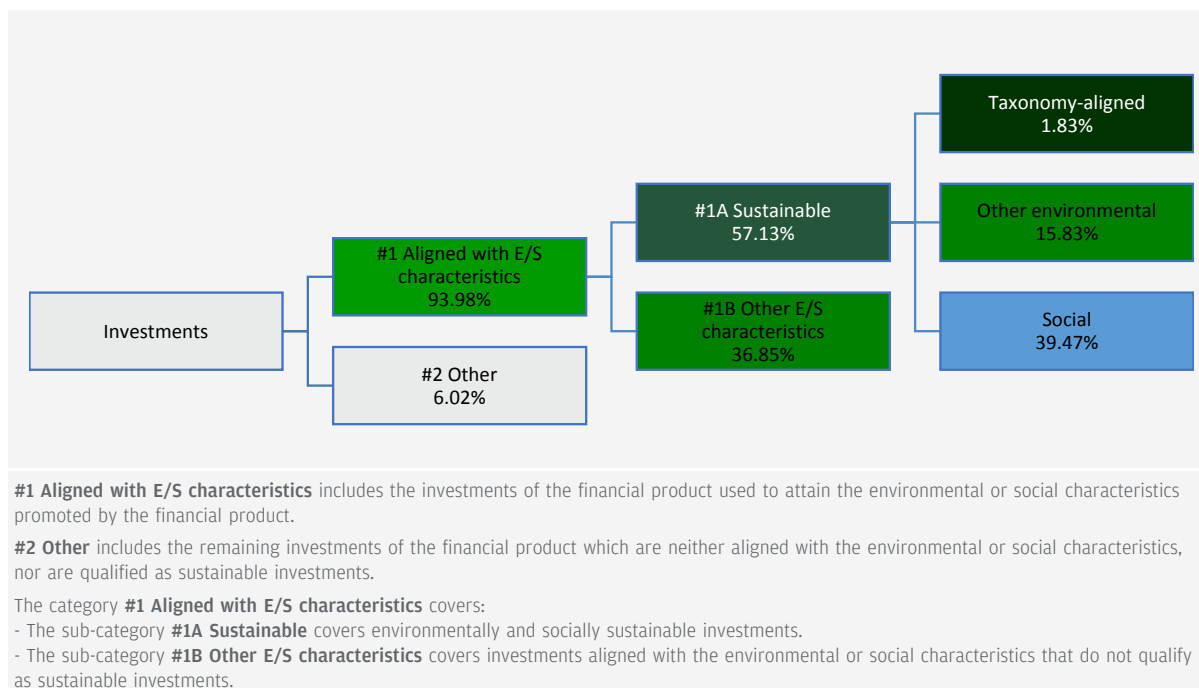 Investments
#1 Aligned with E/S
characteristics
93.98%
#2 Other
6.02%
#1A Sustainable
57.13%
#1B Other E/S
characteristics
36.85%
Taxonomy-aligned
1.83%
Other environmental
15.83%
Social
39.47%
#1 Aligned with E/S characteristics includes the investments of the financial product used to attain the environmental or social characteristics
promoted by the financial product.
#2 Other includes the remaining investments of the financial product which are neither aligned with the environmental or social characteristics,
nor are qualified as sustainable investments.
The category #1 Aligned with E/S characteristics covers:
- The sub-category #1A Sustainable covers environmentally and socially sustainable investments.
- The sub-category #1B Other E/S characteristics covers investments aligned with the environmental or social characteristics that do not qualify
as sustainable investments.